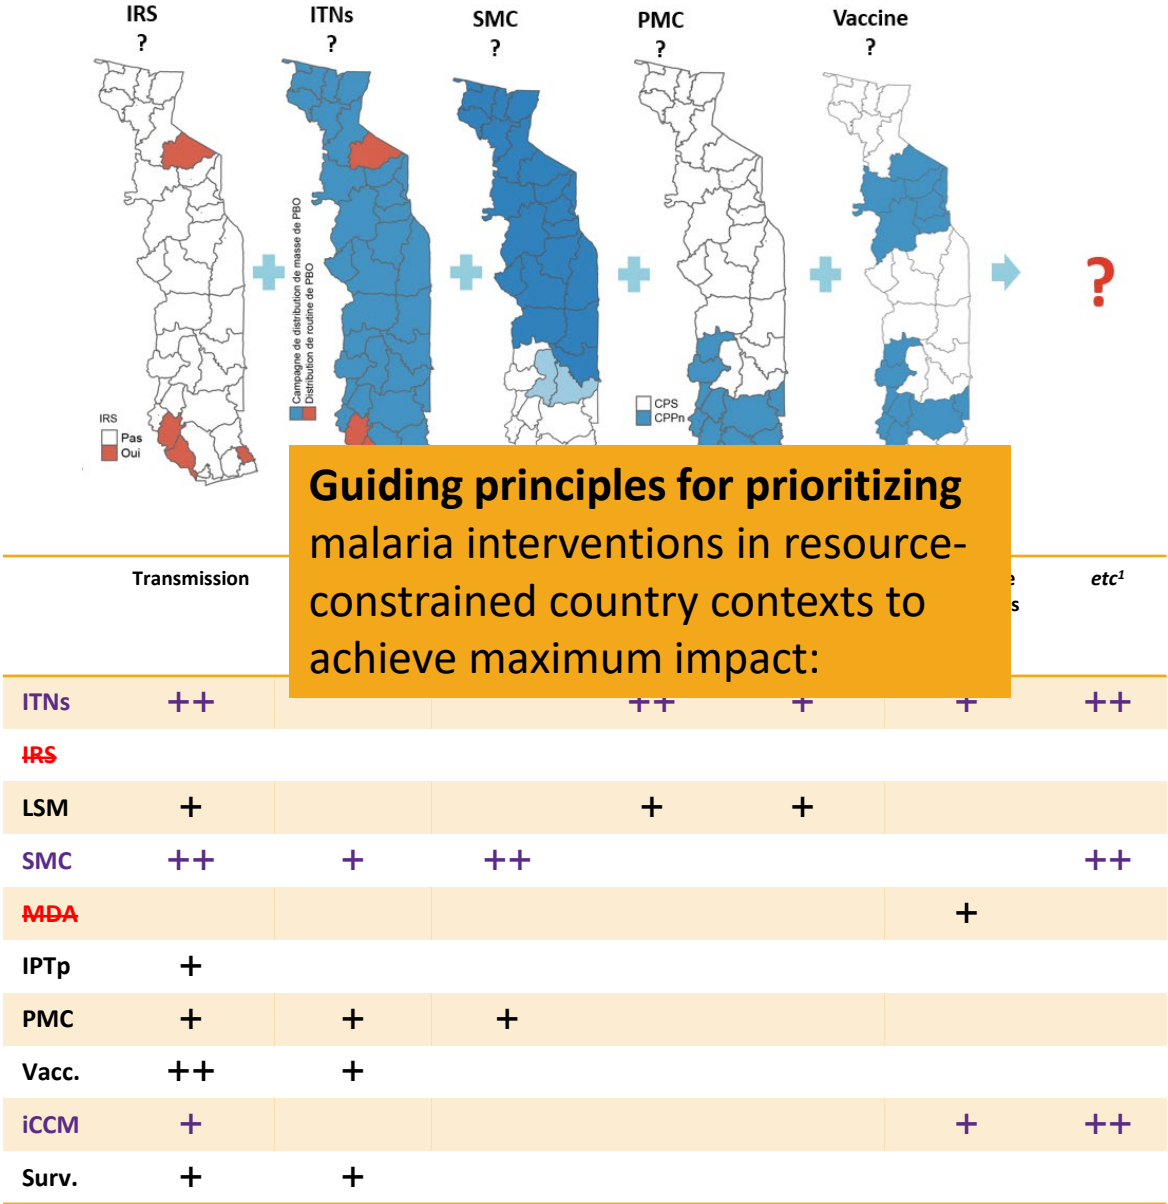 IRS
?
ITNs
?
SMC
?
PMC
?
Vaccine
?
?
Campagne de distribution de masse de PBO
Distribution de routine de PBO
IRS
Pas
Oui
CPS
CPPn
Guiding principles for prioritizing
malaria interventions in resource-
constrained country contexts to
achieve maximum impact:
Transmission e etc¹
s
ITNs ++ ++ + + ++
IRS
LSM + + +
SMC ++ + ++ ++
MDA +
IPTp +
PMC + + +
Vacc. ++ +
iCCM + + ++
Surv. + +